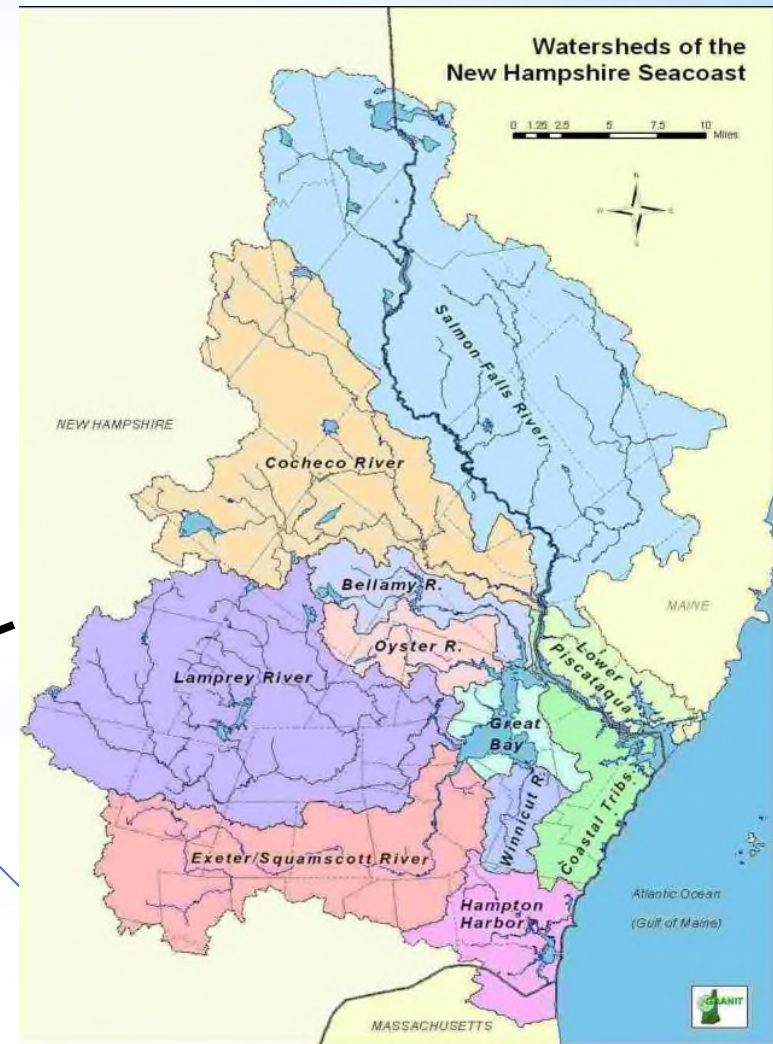 Watersheds of the
New Hampshire Seacoast
0 1.25 2.5 5 7.5 10
Miles
N
W E
S
Salmon-Falls River
NEW HAMPSHIRE
Cocheco River
Bellamy R.
MAINE
Oyster R.
Lower
Piscataqua
Lamprey River
Great
Bay
Winnicut R.
Coastal Tribs.
Exeter/Squamscott River
Hampton
Harbor
Atlantic Ocean
(Gulf of Maine)
GRANIT
MASSACHUSETTS